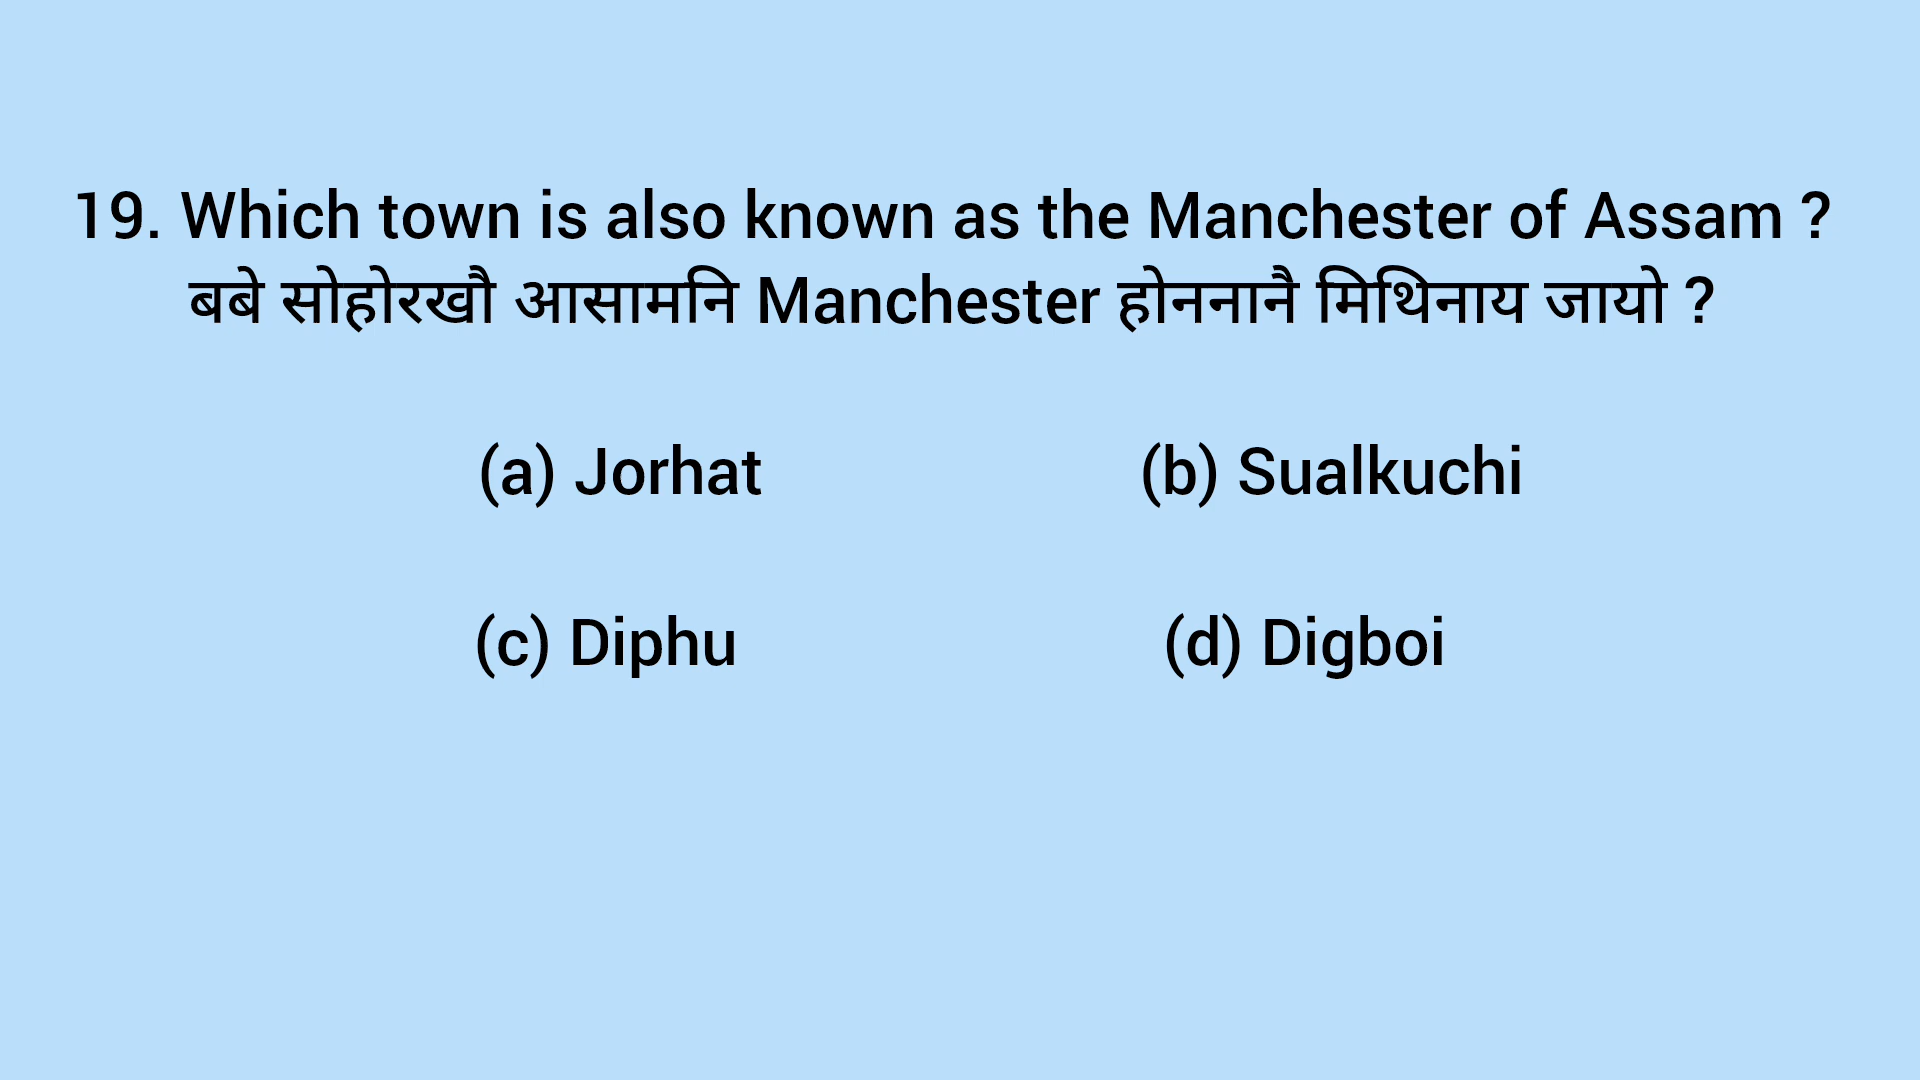 19. Which town is also known as the Manchester of Assam ?
बबे सोहोरखौ आसामनि Manchester होननानै मिथिनाय जायो ?
(a) Jorhat (b) Sualkuchi
(c) Diphu (d) Digboi